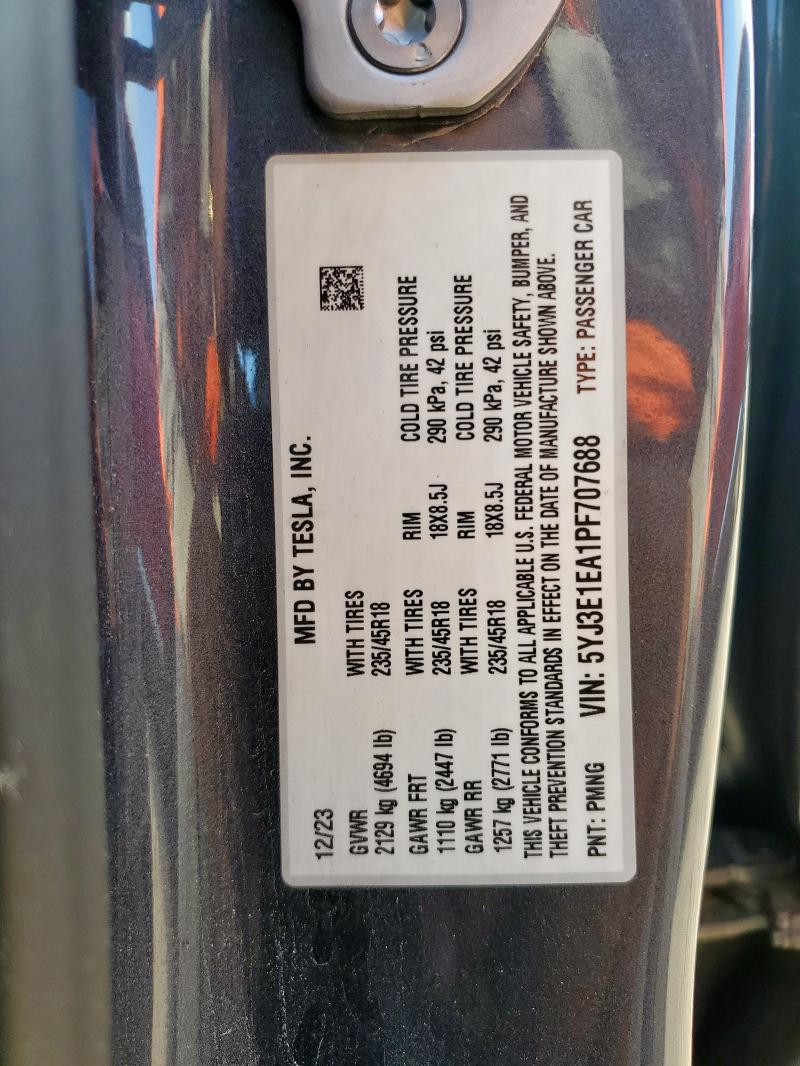 MFD BY TESLA, INC.
12/23
GVWR WITH TIRES
2129 kg (4694 lb) 235/45R18
GAWR FRT WITH TIRES RIM COLD TIRE PRESSURE
1110 kg (2447 lb) 235/45R18 18X8.5J 290 kPa, 42 psi
GAWR RR WITH TIRES RIM COLD TIRE PRESSURE
1257 kg (2771 lb) 235/45R18 18X8.5J 290 kPa, 42 psi
THIS VEHICLE CONFORMS TO ALL APPLICABLE U.S. FEDERAL MOTOR VEHICLE SAFETY, BUMPER, AND
THEFT PREVENTION STANDARDS IN EFFECT ON THE DATE OF MANUFACTURE SHOWN ABOVE.
PNT: PMNG VIN: 5YJ3E1EA1PF707688 TYPE: PASSENGER CAR